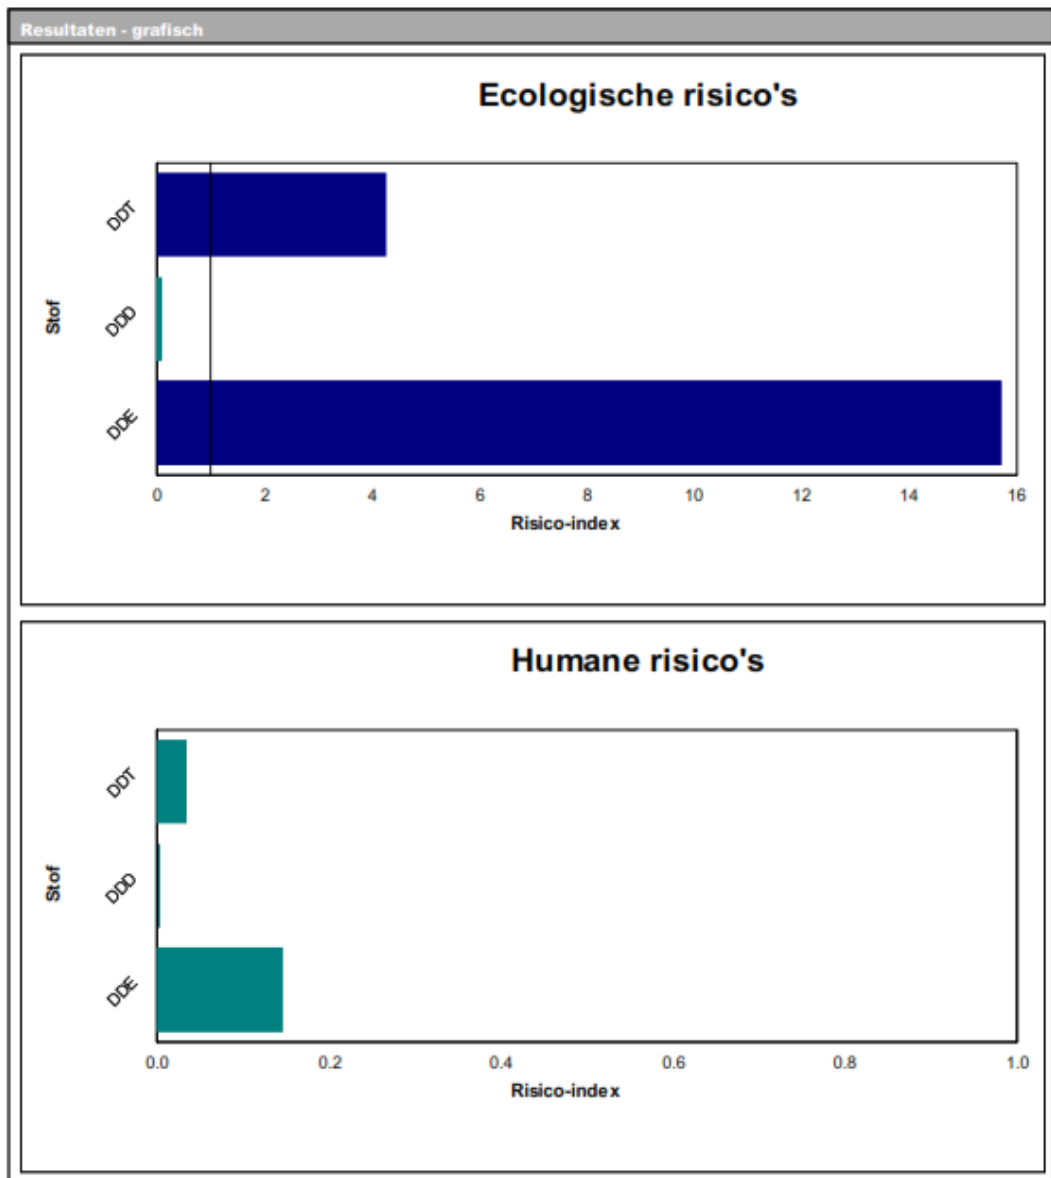 Resultaten - grafisch
Ecologische risico's
Stof
DDT
DDD
DDE
0 2 4 6 8 10 12 14 16
Risico-index
Humane risico's
Stof
DDT
DDD
DDE
0.0 0.2 0.4 0.6 0.8 1.0
Risico-index